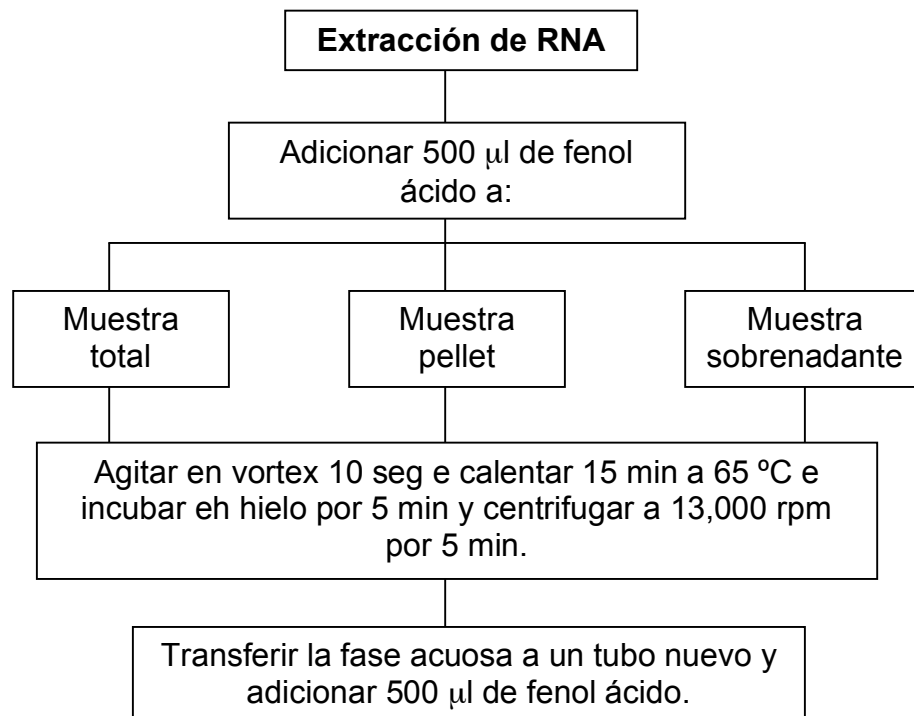 Extracción de RNA
Adicionar 500 μl de fenol
ácido a:
Muestra
total
Muestra
pellet
Muestra
sobrenadante
Agitar en vortex 10 seg e calentar 15 min a 65 ºC e
incubar eh hielo por 5 min y centrifugar a 13,000 rpm
por 5 min.
Transferir la fase acuosa a un tubo nuevo y
adicionar 500 μl de fenol ácido.